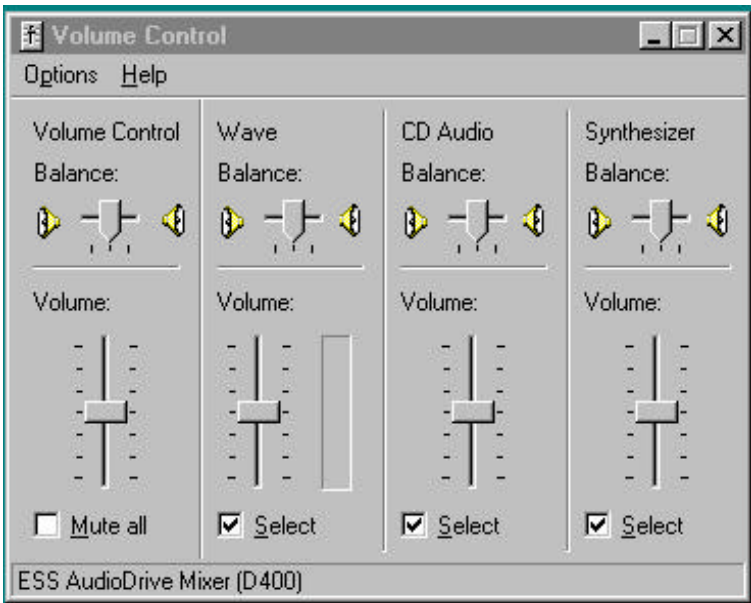 Volume Control
Options Help
Volume Control Wave CD Audio Synthesizer
Balance: Balance: Balance: Balance:
Volume: Volume: Volume: Volume:
Mute all Select Select Select
ESS AudioDrive Mixer (D400)